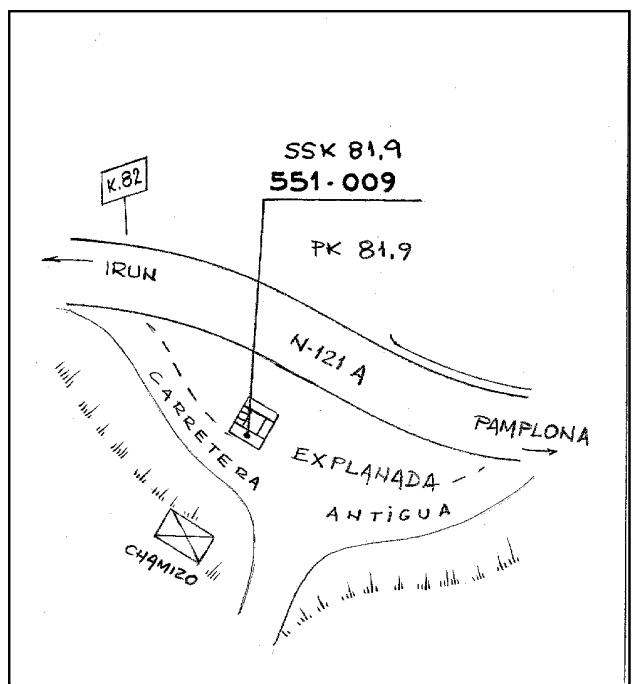 SSK 81,9
551-009
K.82
PK 81,9
IRUN
N-121 A
CARRETERA
PAMPLONA
EXPLANADA
ANTiGUA
CHAMIZO